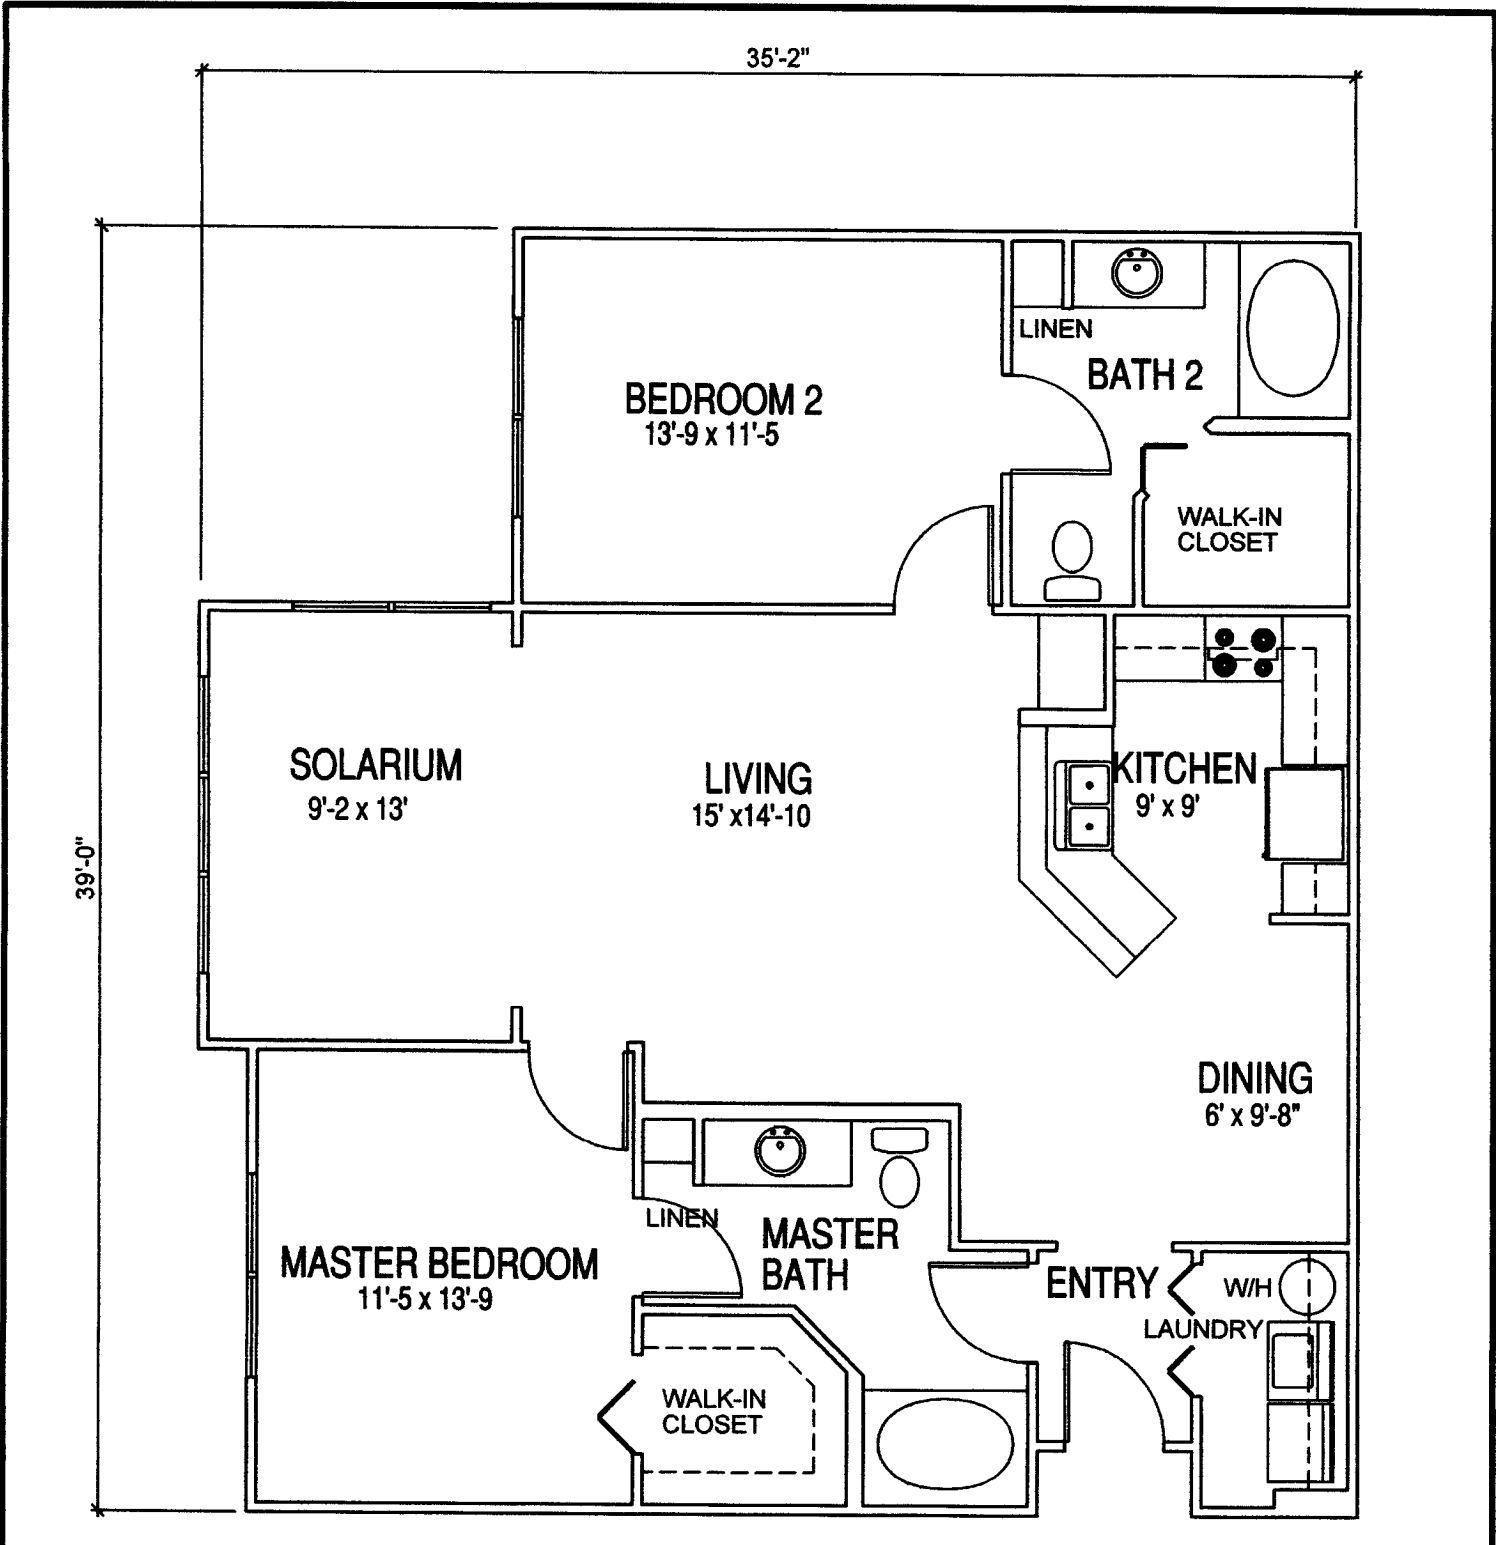 35'-2"
LINEN
BATH 2
BEDROOM 2
13'-9 x 11'-5
WALK-IN
CLOSET
SOLARIUM
9'-2 x 13'
LIVING
15' x14'-10
KITCHEN
9' x 9'
39'-0"
DINING
6' x 9'-8"
LINEN
MASTER
BATH
MASTER BEDROOM
11'-5 x 13'-9
ENTRY
W/H
LAUNDRY
WALK-IN
CLOSET